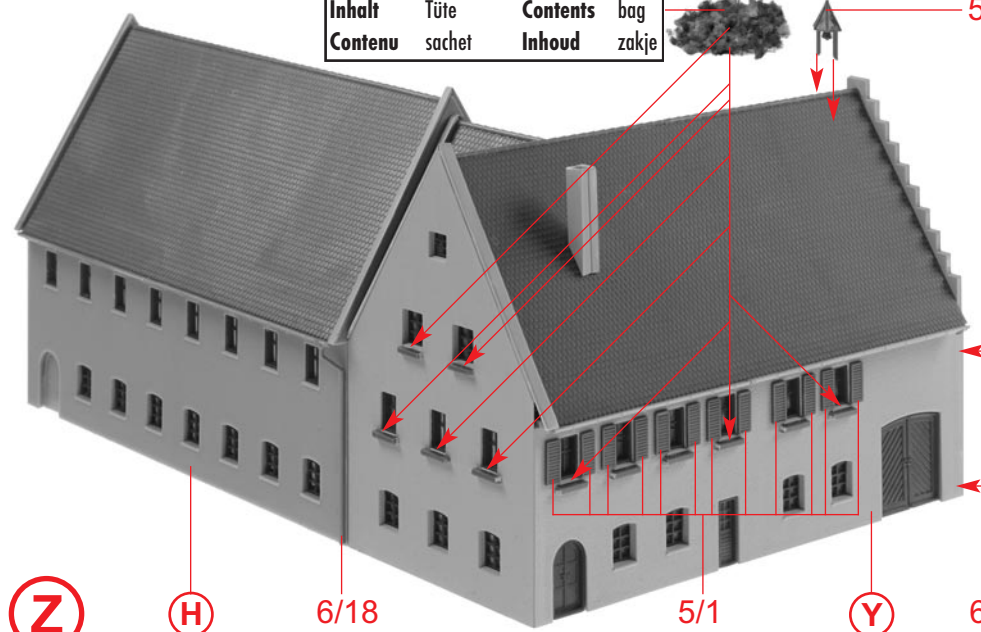 Inhalt Tüte Contents bag
Contenu sachet Inhoud zakje
5
Z H 6/18 5/1 Y 6